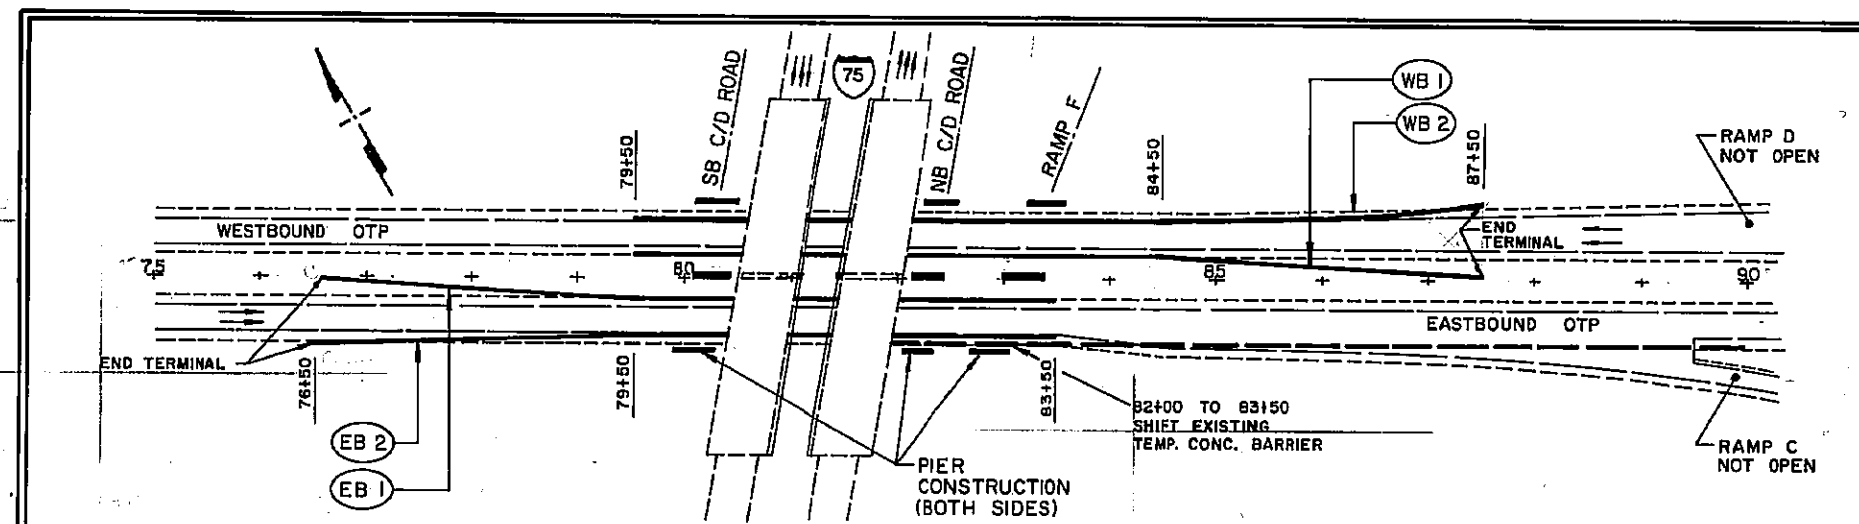 SB C/D ROAD
75
NB C/D ROAD
RAMP F
WB 1
WB 2
79+50
84+50
87+50
RAMP D
NOT OPEN
WESTBOUND OTP
END
TERMINAL
75
80
85
90
EASTBOUND OTP
END TERMINAL
76+50
79+50
83+50
82+00 TO 83+50
SHIFT EXISTING
TEMP. CONC. BARRIER
EB 2
EB 1
PIER
CONSTRUCTION
(BOTH SIDES)
RAMP C
NOT OPEN